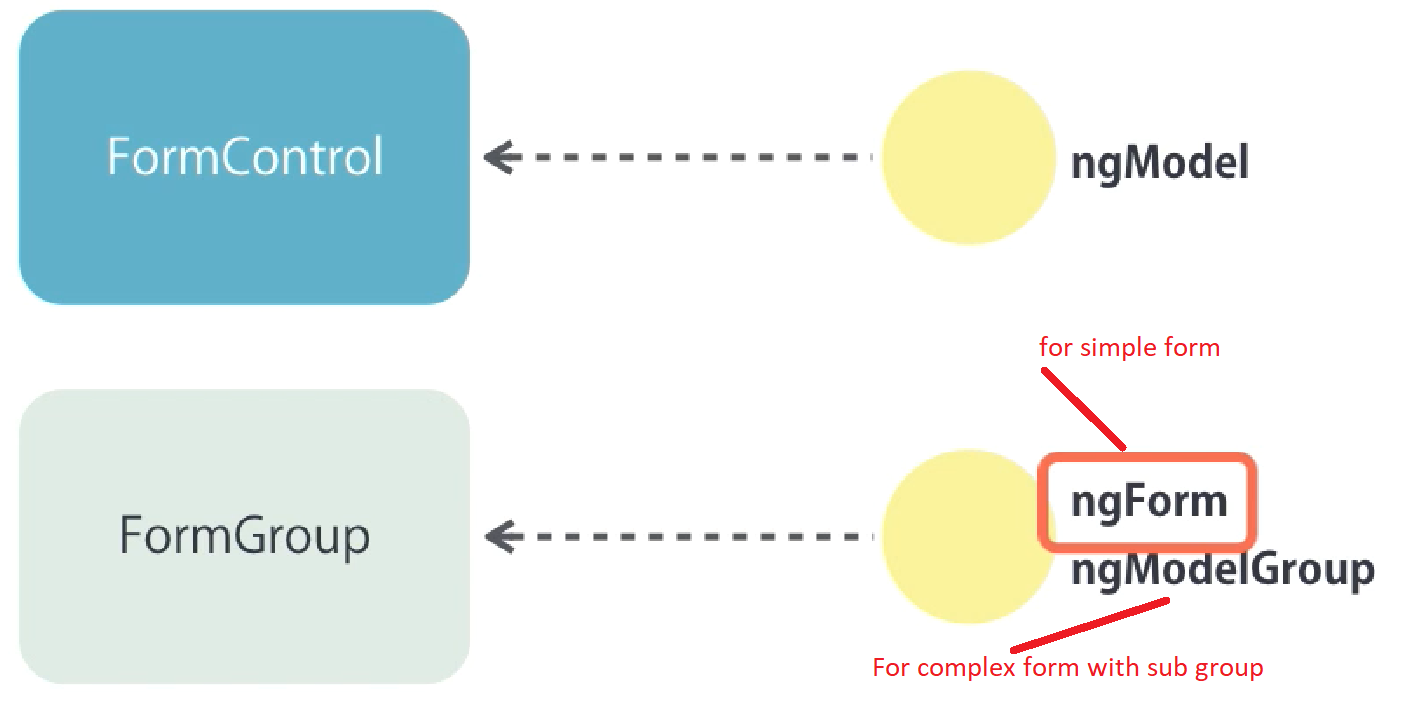 FormControl
ngModel
for simple form
FormGroup
ngForm
ngModelGroup
For complex form with sub group